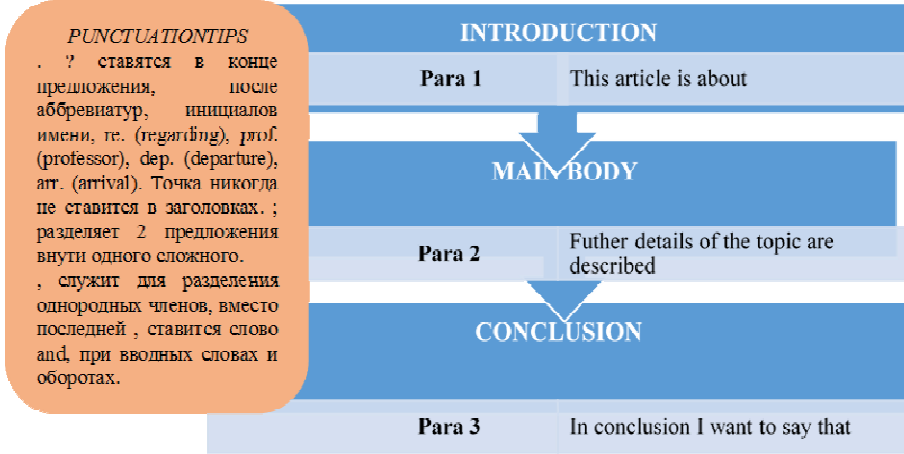 PUNCTUATIONTIPS
. ? ставятся в конце
предложения, после
аббревиатур, инициалов
имени, re. (regarding), prof.
(professor), dep. (departure),
arr. (arrival). Точка никогда
не ставится в заголовках. ;
разделяет 2 предложения
внути одного сложного.
, служит для разделения
однородных членов, вместо
последней , ставится слово
and, при вводных словах и
оборотах.
INTRODUCTION
Para 1 This article is about
MAIN BODY
Para 2 Futher details of the topic are
described
CONCLUSION
Para 3 In conclusion I want to say that